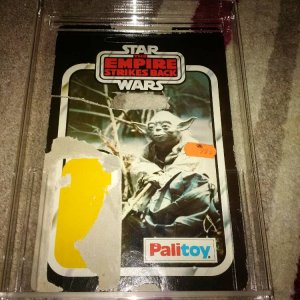 STAR
THE
EMPIRE
STRIKES BACK
WARS
Palitoy